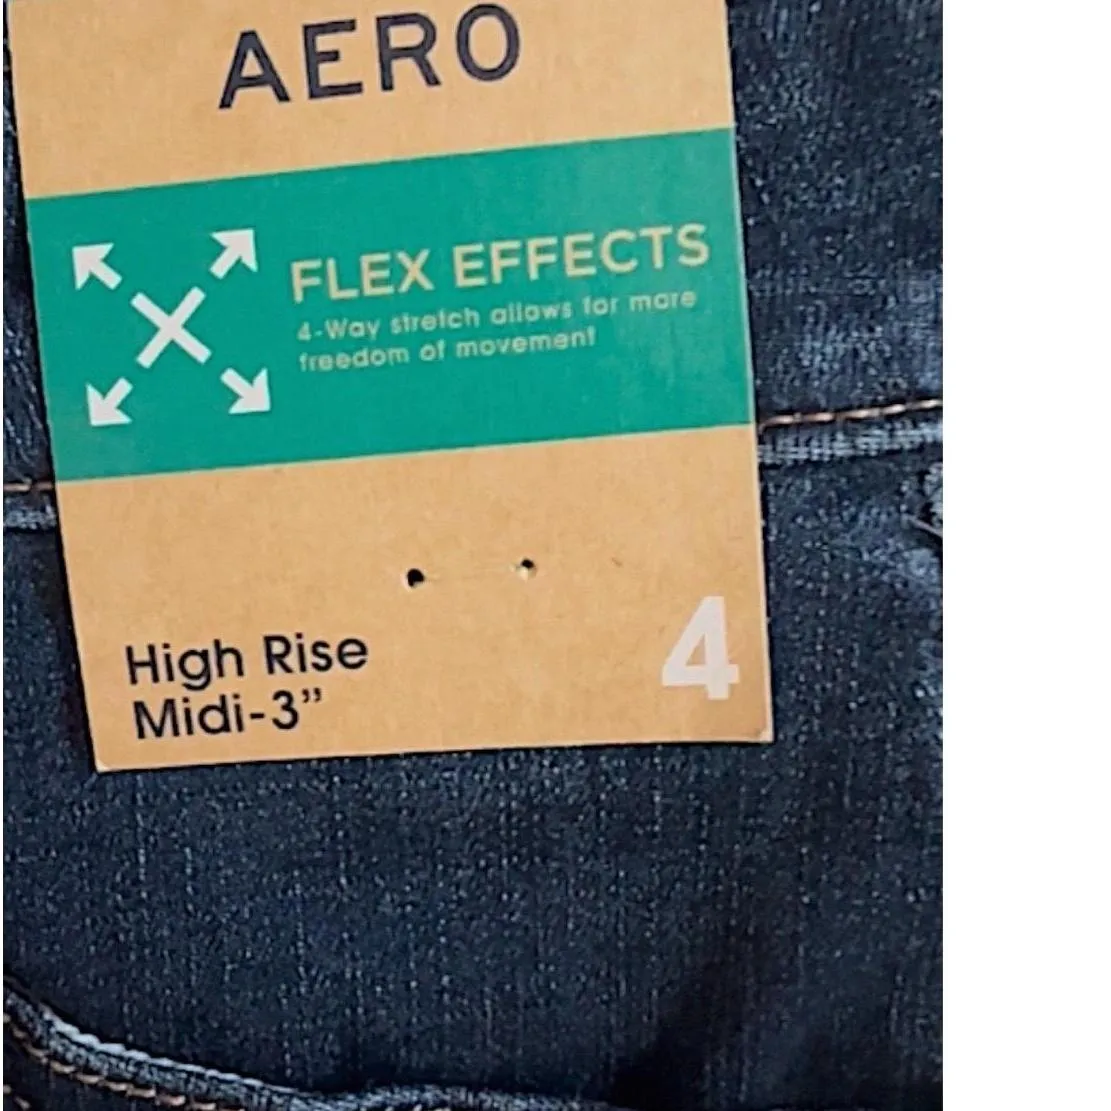 AERO
FLEX EFFECTS
4-Way stretch allows for more
freedom of movement
High Rise
Midi-3”
4